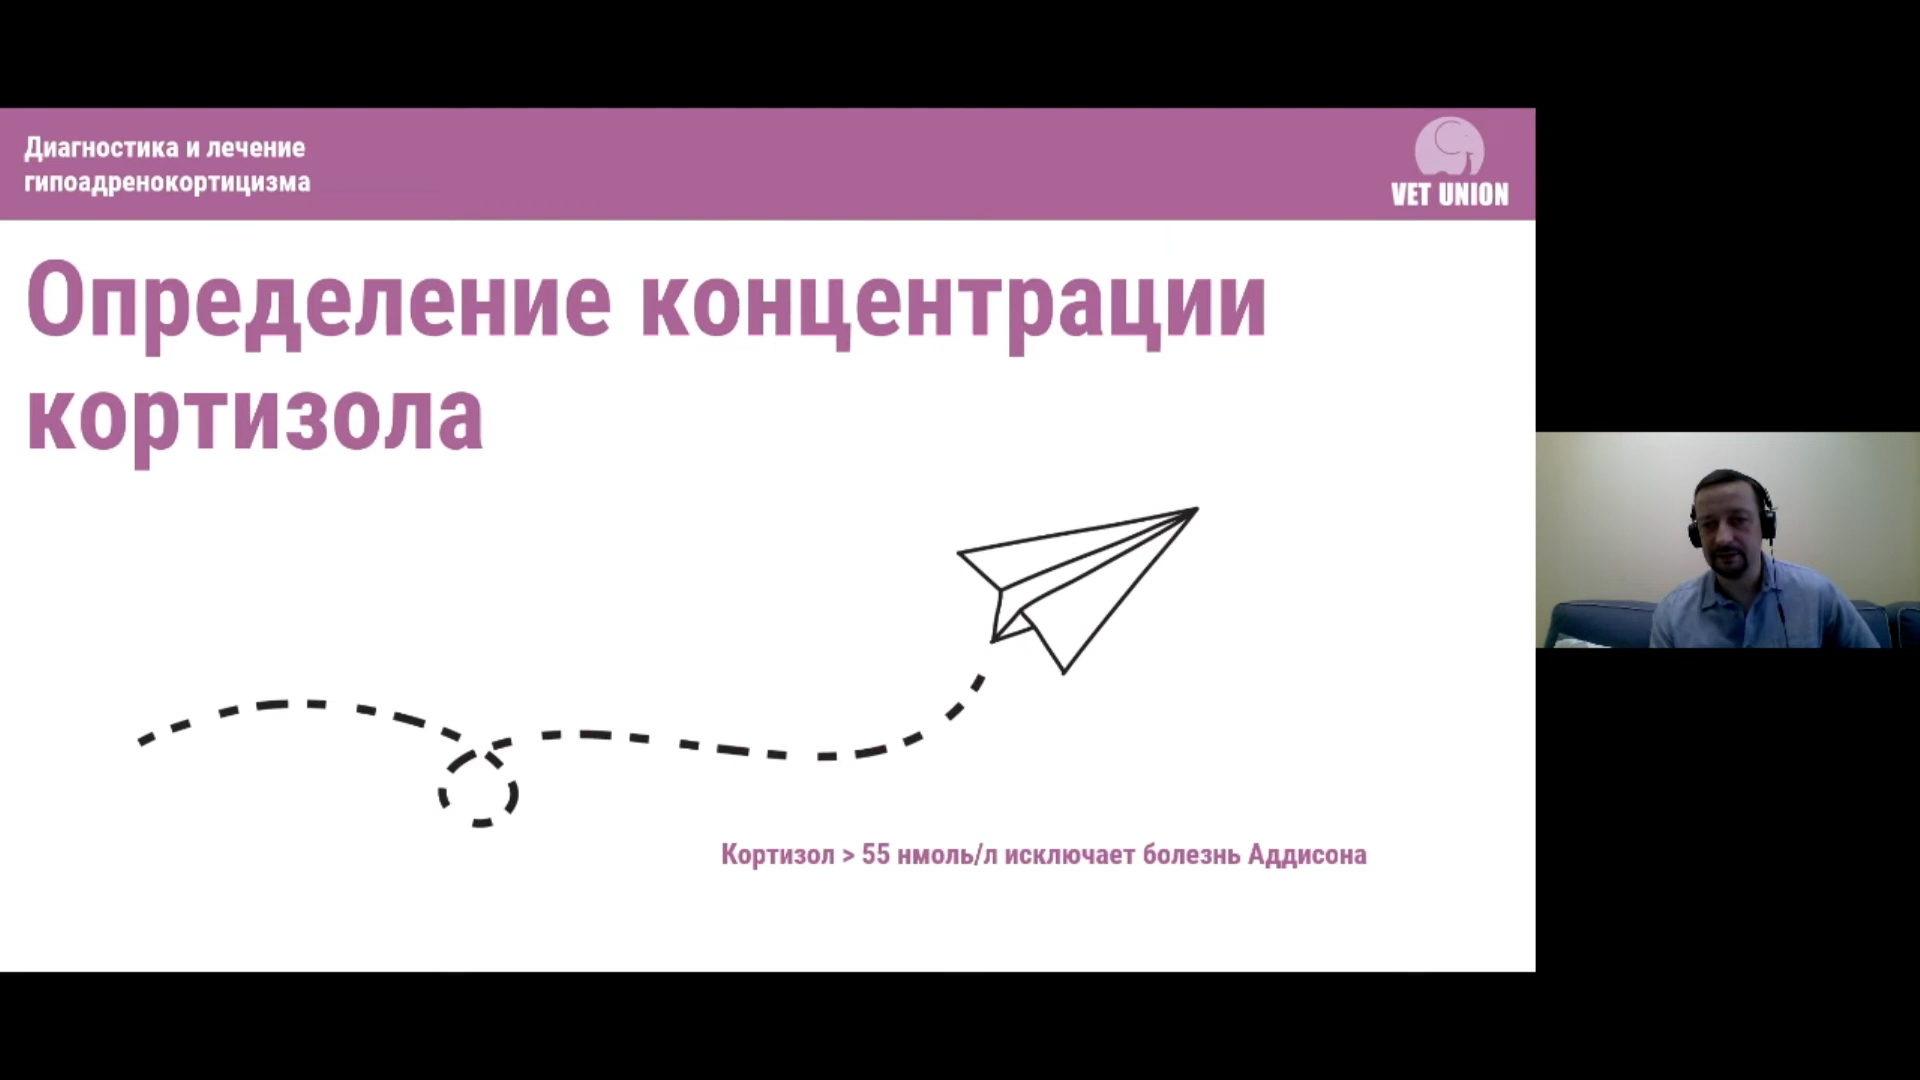 Диагностика и лечение
гипоадренокортицизма
VET UNION
Определение концентрации
кортизола
Кортизол > 55 нмоль/л исключает болезнь Аддисона